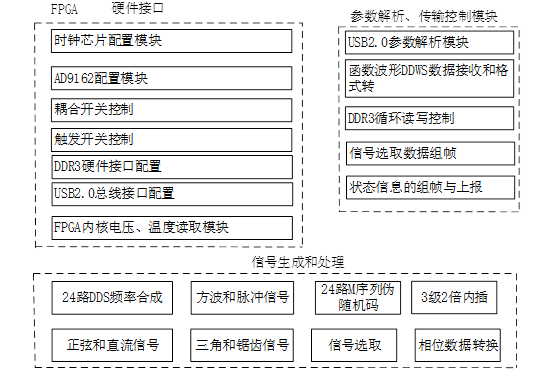 FPGA 硬件接口
时钟芯片配置模块
AD9162配置模块
耦合开关控制
触发开关控制
DDR3硬件接口配置
USB2.0总线接口配置
FPGA内核电压、温度读取模块
参数解析、传输控制模块
USB2.0参数解析模块
函数波形DDWS数据接收和格
式转
DDR3循环读写控制
信号选取数据组帧
状态信息的组帧与上报
信号生成和处理
24路DDS频率合成
方波和脉冲信号
24路M序列伪
随机码
3级2倍内插
正弦和直流信号
三角和锯齿信号
信号选取
相位数据转换